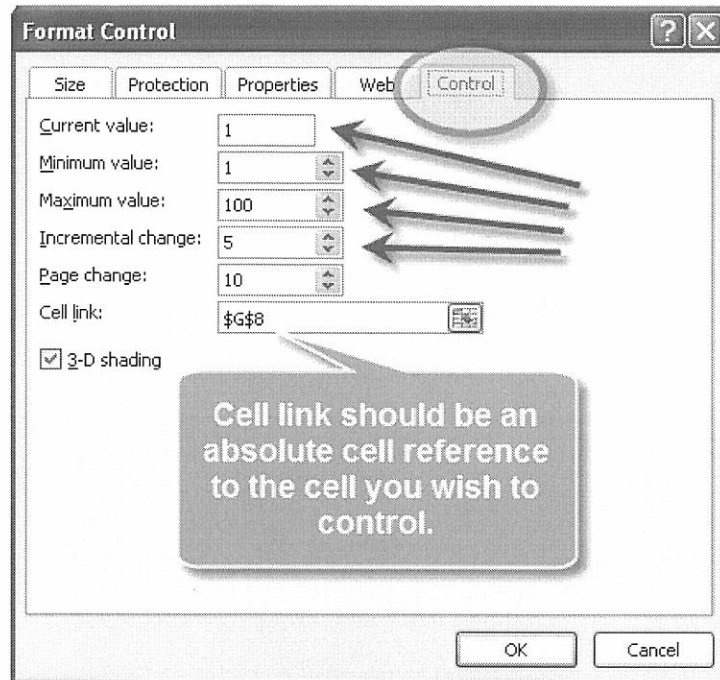 Format Control
Size Protection Properties Web Control
Current value: 1
Minimum value: 1
Maximum value: 100
Incremental change: 5
Page change: 10
Cell link: $G$8
3-D shading
Cell link should be an
absolute cell reference
to the cell you wish to
control.
OK Cancel